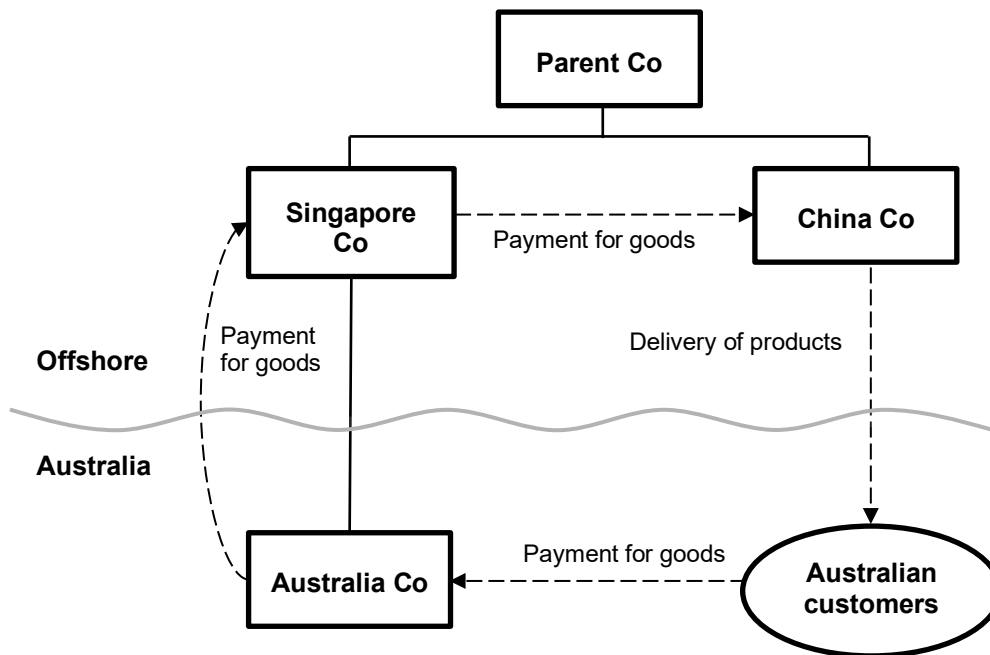 Parent Co
Singapore
Co
Payment for goods
China Co
Payment
for goods
Delivery of products
Offshore
Australia
Australia Co
Payment for goods
Australian
customers